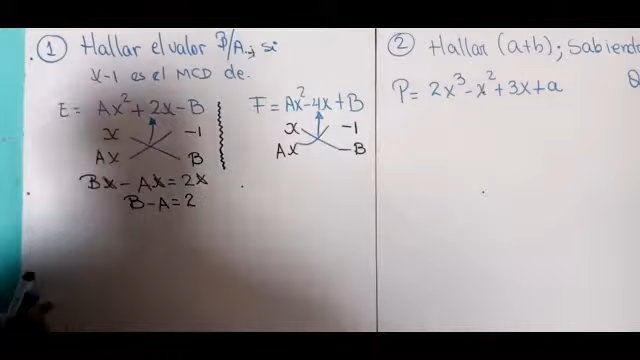 1 Hallar el valor B/A; si
x-1 es el MCD de.
E = Ax² + 2x - B
x -1
Ax B
Bx - Ax = 2x
B - A = 2
F = Ax² - 4x + B
x -1
Ax B
2 Hallar (a+b); Sabiend
Q
P = 2x³ - x² + 3x + a